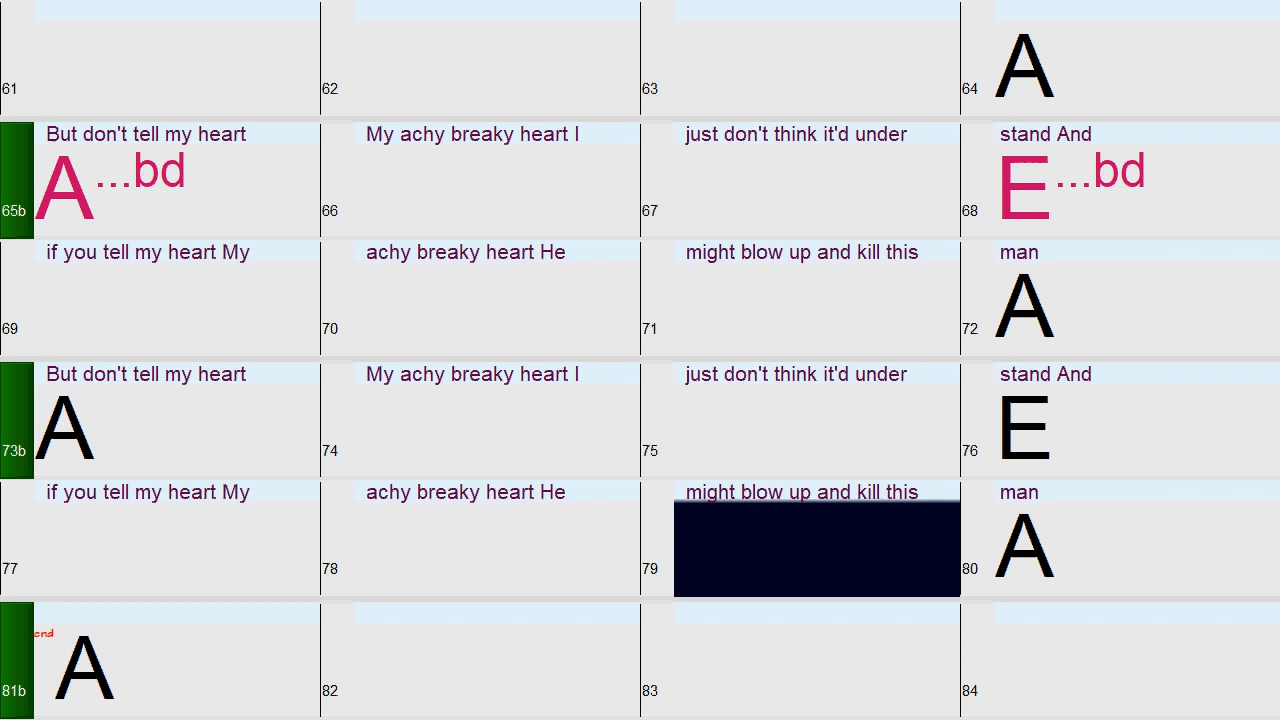 61 62 63 64 A
But don't tell my heart My achy breaky heart I just don't think it'd under stand And
65b A...bd 66 67 68 E...bd
if you tell my heart My achy breaky heart He might blow up and kill this man
69 70 71 72 A
But don't tell my heart My achy breaky heart I just don't think it'd under stand And
73b A 74 75 76 E
if you tell my heart My achy breaky heart He might blow up and kill this man
77 78 79 80 A
end
81b A 82 83 84